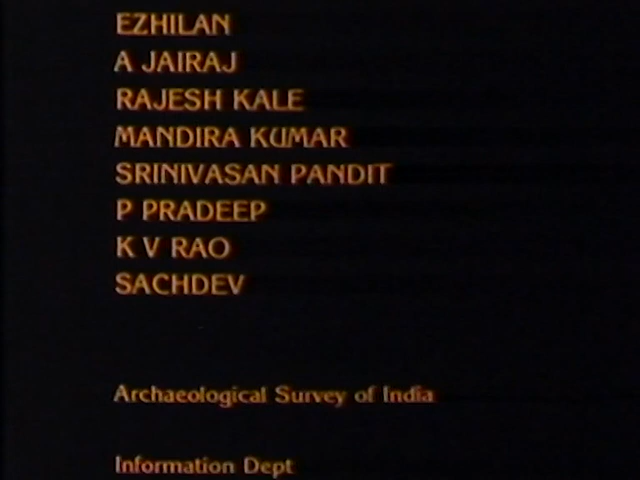 EZHILAN
A JAIRAJ
RAJESH KALE
MANDIRA KUMAR
SRINIVASAN PANDIT
P PRADEEP
K V RAO
SACHDEV
Archaeological Survey of India
Information Dept